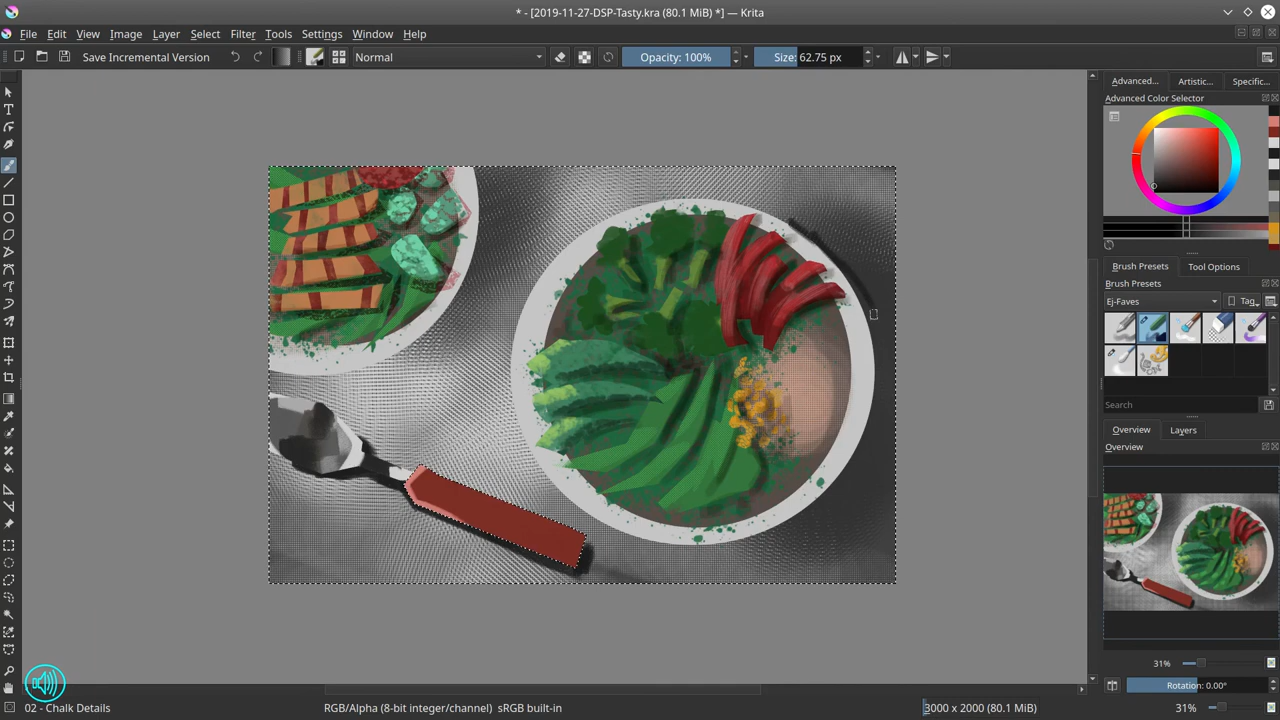 * - [2019-11-27-DSP-Tasty.kra (80.1 MiB) *] — Krita
File Edit View Image Layer Select Filter Tools Settings Window Help
Save Incremental Version Normal Opacity: 100% Size: 62.75 px
Advanced... Artistic... Specific...
Advanced Color Selector
Brush Presets Tool Options
Brush Presets
Ej-Faves Tag
Search
Overview Layers
Overview
31%
Rotation: 0.00°
02 - Chalk Details RGB/Alpha (8-bit integer/channel) sRGB built-in 3000 x 2000 (80.1 MiB) 31%